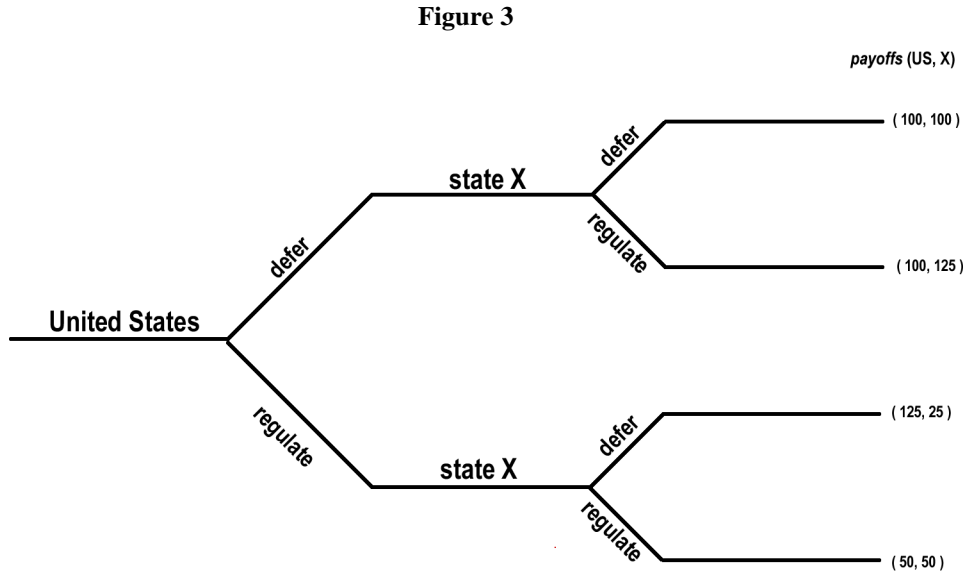 Figure 3
payoffs (US, X)
defer
( 100, 100 )
state X
regulate
( 100, 125 )
defer
United States
regulate
defer
( 125, 25 )
state X
regulate
( 50, 50 )